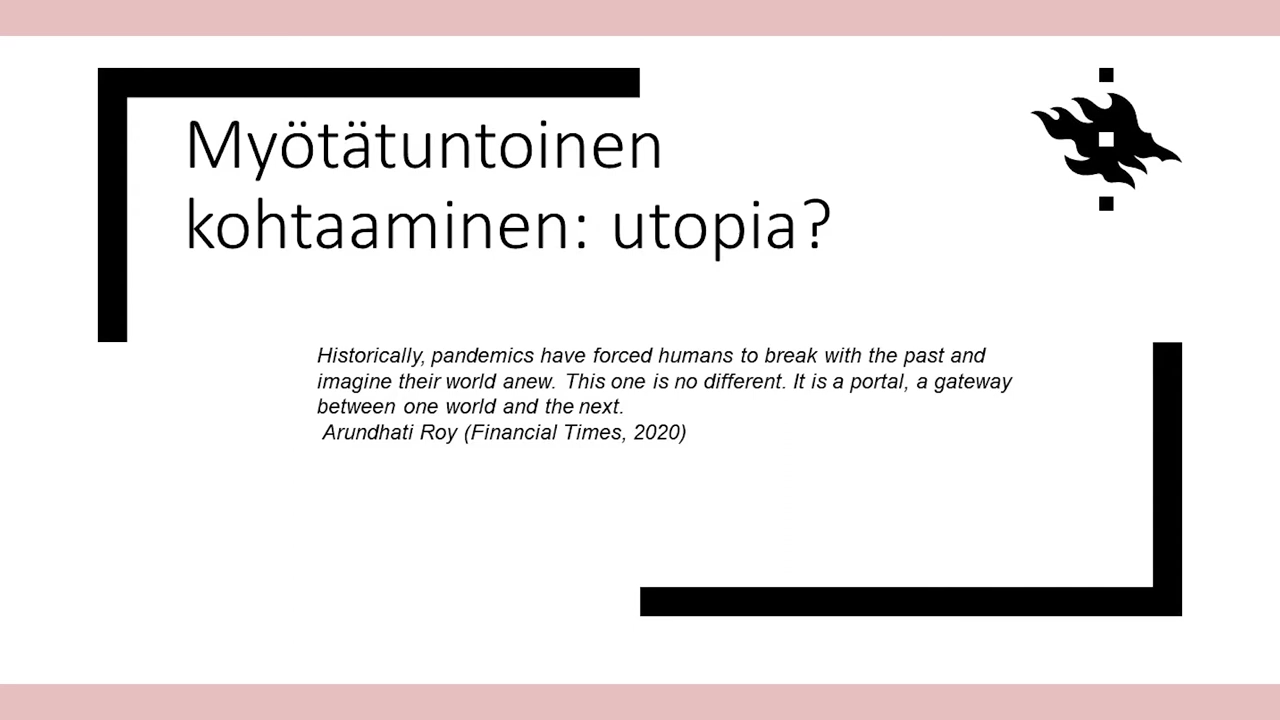 Myötätuntoinen
kohtaaminen: utopia?
Historically, pandemics have forced humans to break with the past and
imagine their world anew. This one is no different. It is a portal, a gateway
between one world and the next.
Arundhati Roy (Financial Times, 2020)